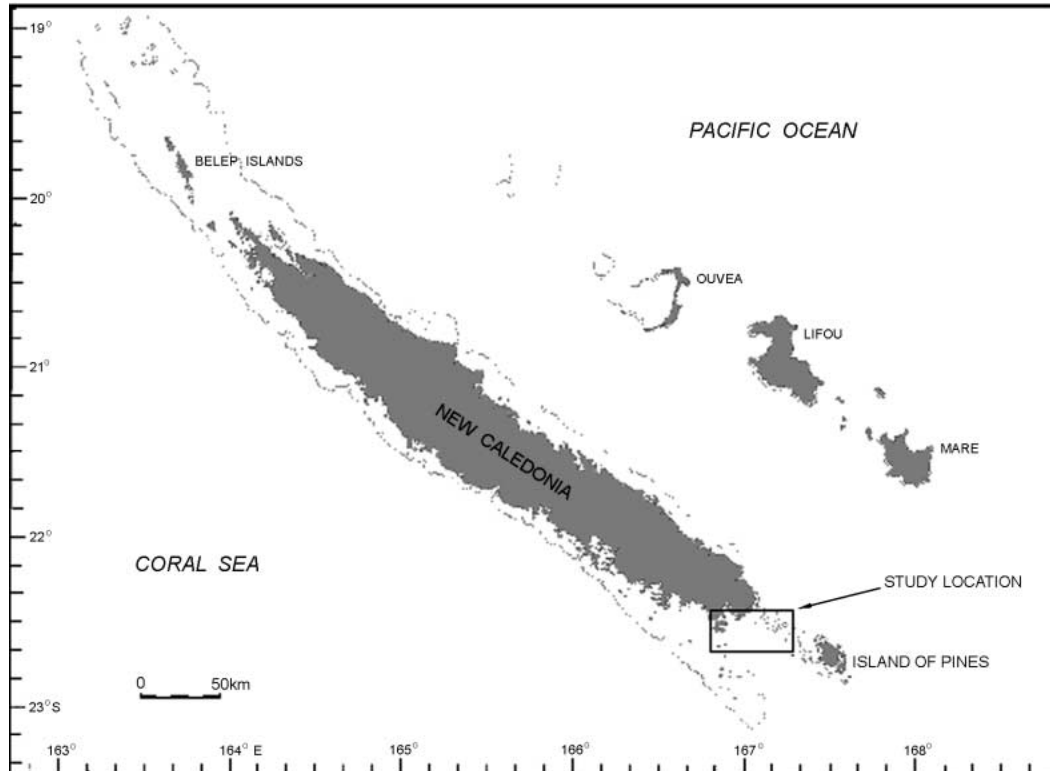 19°
PACIFIC OCEAN
BELEP ISLANDS
20°
OUVEA
LIFOU
21°
NEW CALEDONIA
MARE
22°
CORAL SEA
STUDY LOCATION
ISLAND OF PINES
0 50km
23°S
163° 164° E 165° 166° 167° 168°